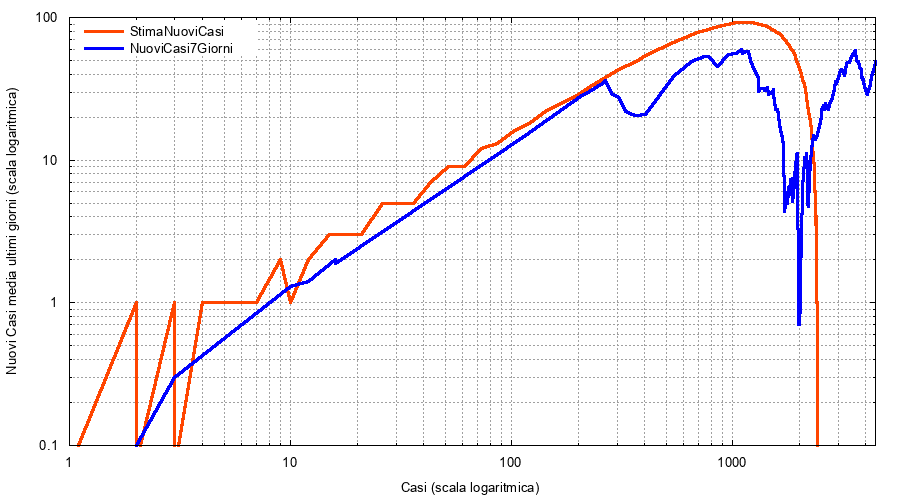 StimaNuoviCasi
NuoviCasi7Giorni
Nuovi Casi media ultimi giorni (scala logaritmica)
100
10
1
0.1
1
10
100
1000
Casi (scala logaritmica)